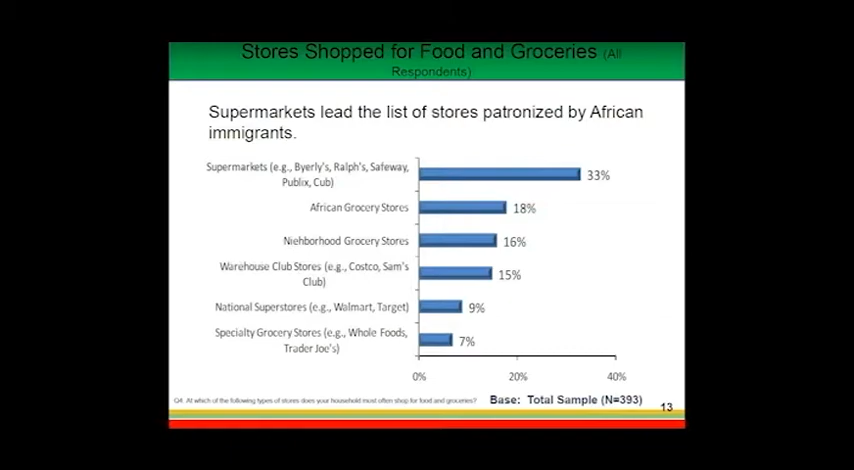 Stores Shopped for Food and Groceries (All
Respondents)
Supermarkets lead the list of stores patronized by African
immigrants.
Supermarkets (e.g., Byerly's, Ralph's, Safeway,
Publix, Cub)
33%
African Grocery Stores
18%
Niehborhood Grocery Stores
16%
Warehouse Club Stores (e.g., Costco, Sam's
Club)
15%
National Superstores (e.g., Walmart, Target)
9%
Specialty Grocery Stores (e.g., Whole Foods,
Trader Joe's)
7%
0% 20% 40%
Q4. At which of the following types of stores does your household most often shop for food and groceries?
Base: Total Sample (N=393)
13